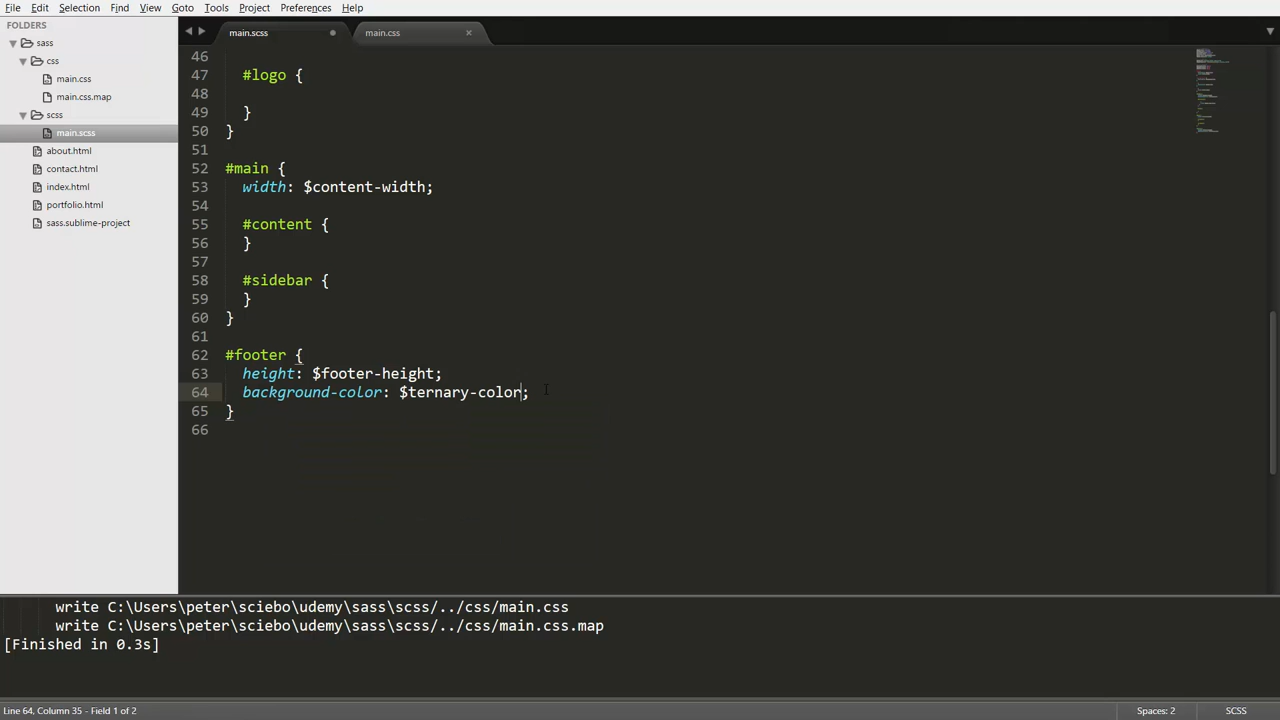 File Edit Selection Find View Goto Tools Project Preferences Help
FOLDERS
sass
css
main.css
main.css.map
scss
main.scss
about.html
contact.html
index.html
portfolio.html
sass.sublime-project
main.scss main.css
46
47 #logo {
48
49 }
50 }
51
52 #main {
53 width: $content-width;
54
55 #content {
56 }
57
58 #sidebar {
59 }
60 }
61
62 #footer {
63 height: $footer-height;
64 background-color: $ternary-color;
65 }
66
write C:\Users\peter\sciebo\udemy\sass\scss/../css/main.css
write C:\Users\peter\sciebo\udemy\sass\scss/../css/main.css.map
[Finished in 0.3s]
Line 64, Column 35 - Field 1 of 2 Spaces: 2 SCSS